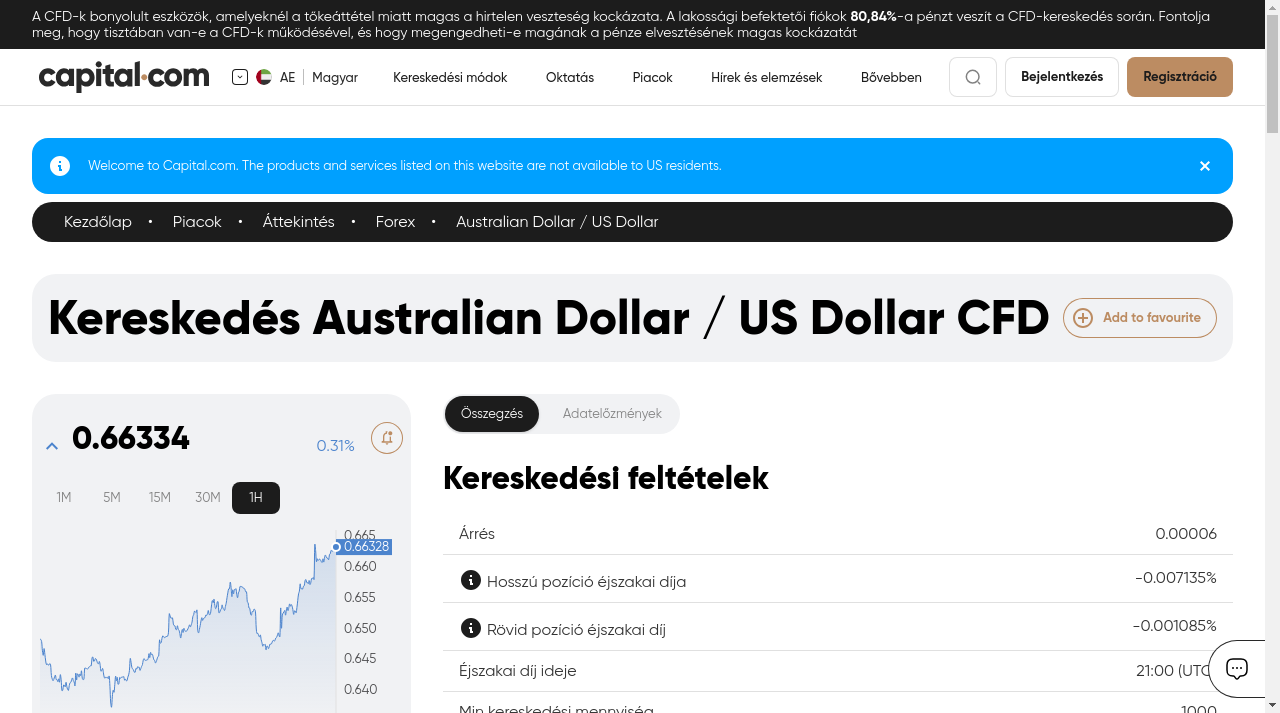 A CFD-k bonyolult eszközök, amelyeknél a tőkeáttétel miatt magas a hirtelen veszteség kockázata. A lakossági befektetői fiókok 80,84%-a pénzt veszít a CFD-kereskedés során. Fontolja
meg, hogy tisztában van-e a CFD-k működésével, és hogy megengedheti-e magának a pénze elvesztésének magas kockázatát
capital.com AE Magyar Kereskedési módok Oktatás Piacok Hírek és elemzések Bővebben Bejelentkezés Regisztráció
Welcome to Capital.com. The products and services listed on this website are not available to US residents.
Kezdőlap • Piacok • Áttekintés • Forex • Australian Dollar / US Dollar
Kereskedés Australian Dollar / US Dollar CFD Add to favourite
0.66334 0.31%
1M 5M 15M 30M 1H
0.665
0.66328
0.660
0.655
0.650
0.645
0.640
Összegzés Adatelőzmények
Kereskedési feltételek
Árrés 0.00006
Hosszú pozíció éjszakai díja -0.007135%
Rövid pozíció éjszakai díj -0.001085%
Éjszakai díj ideje 21:00 (UTC
Min kereskedési mennyiség 1000